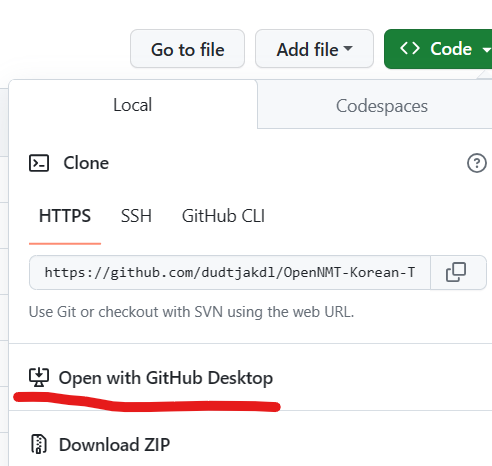 Go to file Add file Code
Local Codespaces
Clone
HTTPS SSH GitHub CLI
https://github.com/dudtjakdl/OpenNMT-Korean-T
Use Git or checkout with SVN using the web URL.
Open with GitHub Desktop
Download ZIP